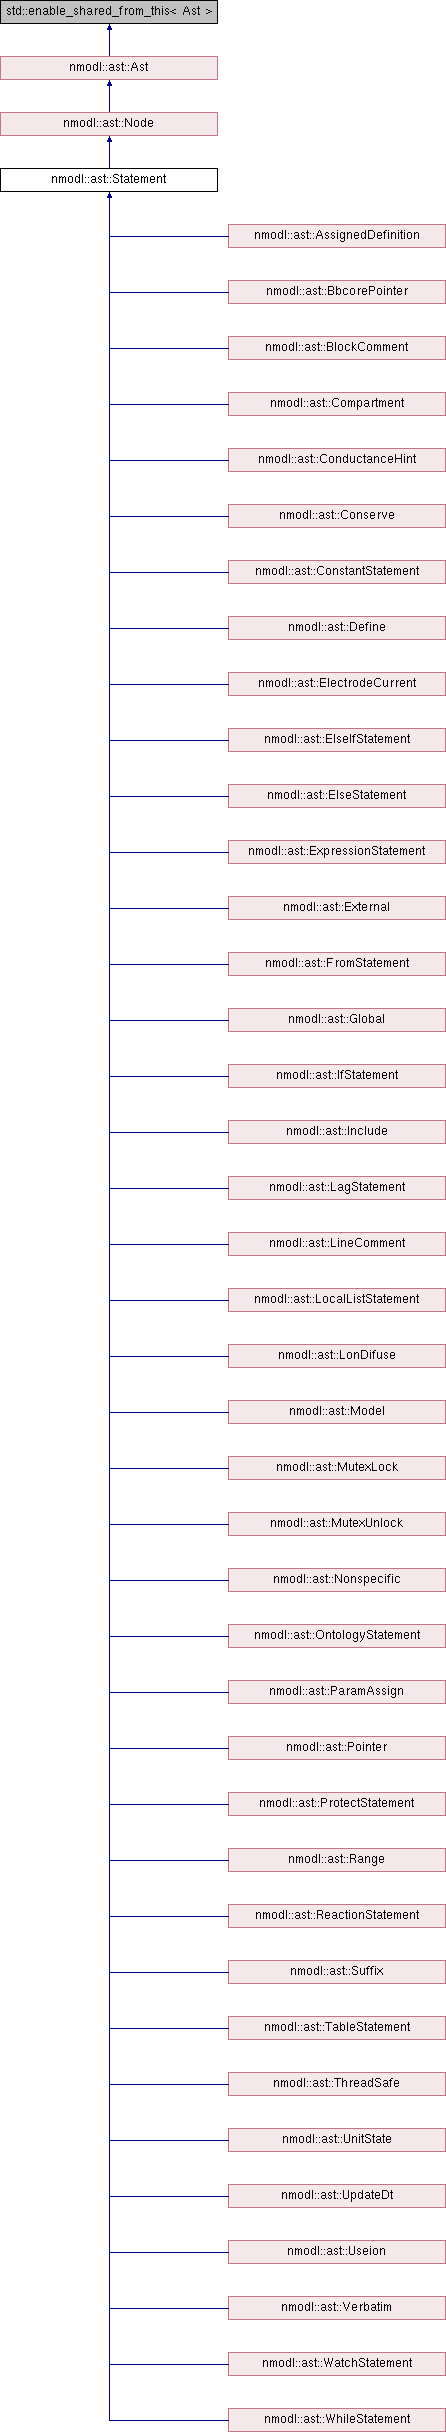 std::enable_shared_from_this< Ast >
nmodl::ast::Ast
nmodl::ast::Node
nmodl::ast::Statement
nmodl::ast::AssignedDefinition
nmodl::ast::BbcorePointer
nmodl::ast::BlockComment
nmodl::ast::Compartment
nmodl::ast::ConductanceHint
nmodl::ast::Conserve
nmodl::ast::ConstantStatement
nmodl::ast::Define
nmodl::ast::ElectrodeCurrent
nmodl::ast::ElseIfStatement
nmodl::ast::ElseStatement
nmodl::ast::ExpressionStatement
nmodl::ast::External
nmodl::ast::FromStatement
nmodl::ast::Global
nmodl::ast::IfStatement
nmodl::ast::Include
nmodl::ast::LagStatement
nmodl::ast::LineComment
nmodl::ast::LocalListStatement
nmodl::ast::LonDifuse
nmodl::ast::Model
nmodl::ast::MutexLock
nmodl::ast::MutexUnlock
nmodl::ast::Nonspecific
nmodl::ast::OntologyStatement
nmodl::ast::ParamAssign
nmodl::ast::Pointer
nmodl::ast::ProtectStatement
nmodl::ast::Range
nmodl::ast::ReactionStatement
nmodl::ast::Suffix
nmodl::ast::TableStatement
nmodl::ast::ThreadSafe
nmodl::ast::UnitState
nmodl::ast::UpdateDt
nmodl::ast::Useion
nmodl::ast::Verbatim
nmodl::ast::WatchStatement
nmodl::ast::WhileStatement